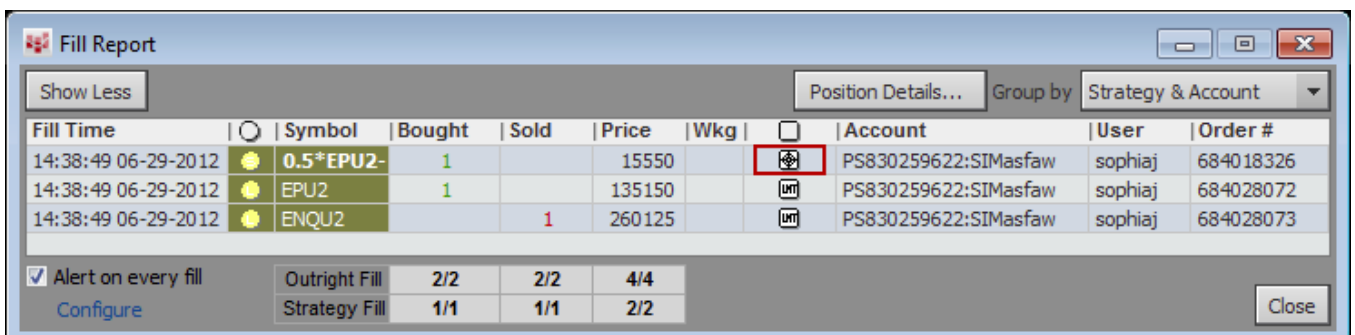 Fill Report
Show Less Position Details... Group by Strategy & Account
Fill Time Symbol Bought Sold Price Wkg Account User Order #
14:38:49 06-29-2012 0.5*EPU2- 1 15550 PS830259622:SIMasfaw sophiaj 684018326
14:38:49 06-29-2012 EPU2 1 135150 LMT PS830259622:SIMasfaw sophiaj 684028072
14:38:49 06-29-2012 ENQU2 1 260125 LMT PS830259622:SIMasfaw sophiaj 684028073
Alert on every fill Outright Fill 2/2 2/2 4/4
Configure Strategy Fill 1/1 1/1 2/2 Close